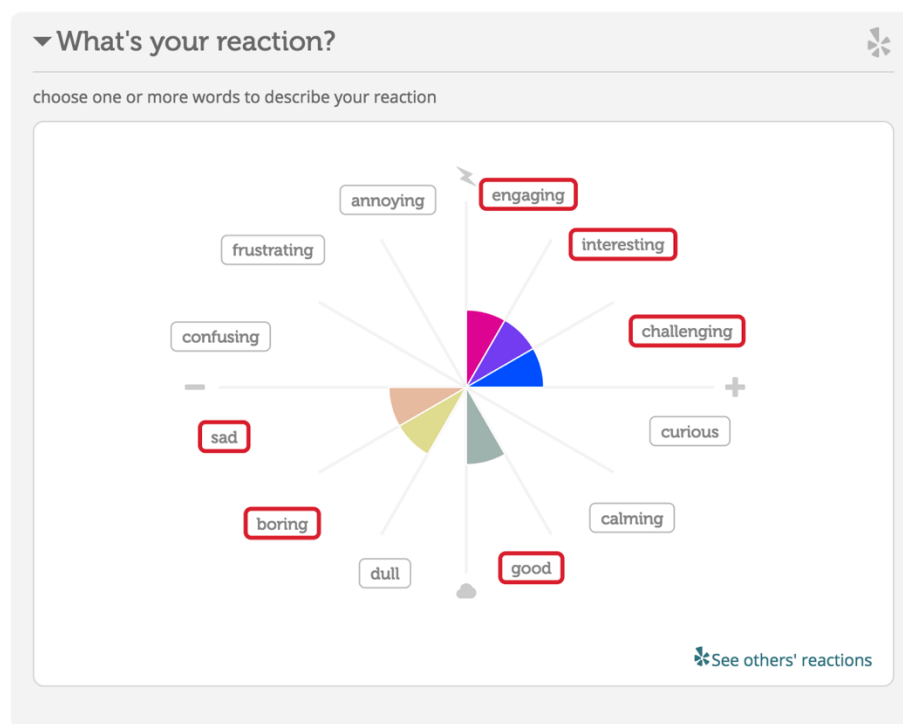 What's your reaction?
choose one or more words to describe your reaction
annoying
engaging
frustrating
interesting
confusing
challenging
sad
curious
boring
calming
dull
good
See others' reactions